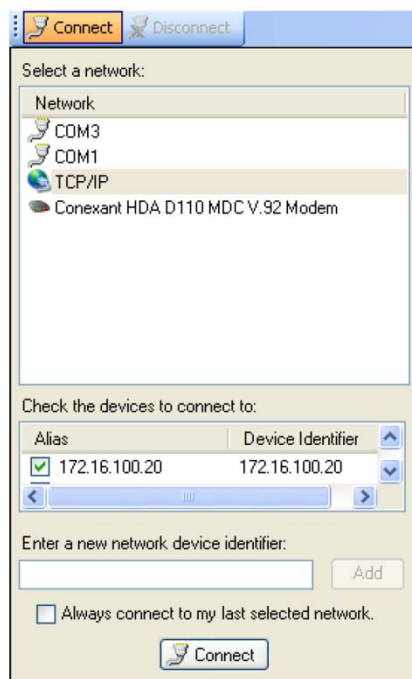 Connect Disconnect
Select a network:
Network
COM3
COM1
TCP/IP
Conexant HDA D110 MDC V.92 Modem
Check the devices to connect to:
Alias Device Identifier
172.16.100.20 172.16.100.20
Enter a new network device identifier:
Add
Always connect to my last selected network.
Connect